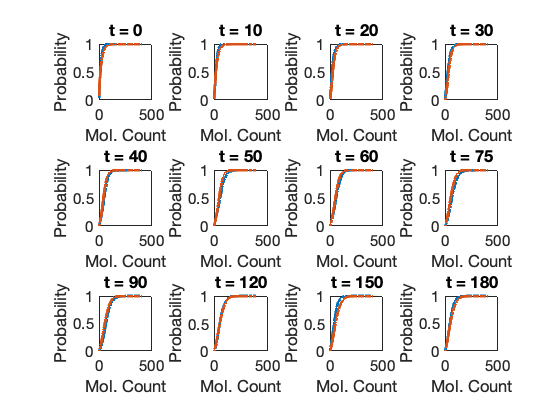 t = 0 t = 10 t = 20 t = 30
Probability 1 0.5 0 Probability 1 0.5 0 Probability 1 0.5 0 Probability 1 0.5 0
0 500 0 500 0 500 0 500
Mol. Count Mol. Count Mol. Count Mol. Count
t = 40 t = 50 t = 60 t = 75
Probability 1 0.5 0 Probability 1 0.5 0 Probability 1 0.5 0 Probability 1 0.5 0
0 500 0 500 0 500 0 500
Mol. Count Mol. Count Mol. Count Mol. Count
t = 90 t = 120 t = 150 t = 180
Probability 1 0.5 0 Probability 1 0.5 0 Probability 1 0.5 0 Probability 1 0.5 0
0 500 0 500 0 500 0 500
Mol. Count Mol. Count Mol. Count Mol. Count